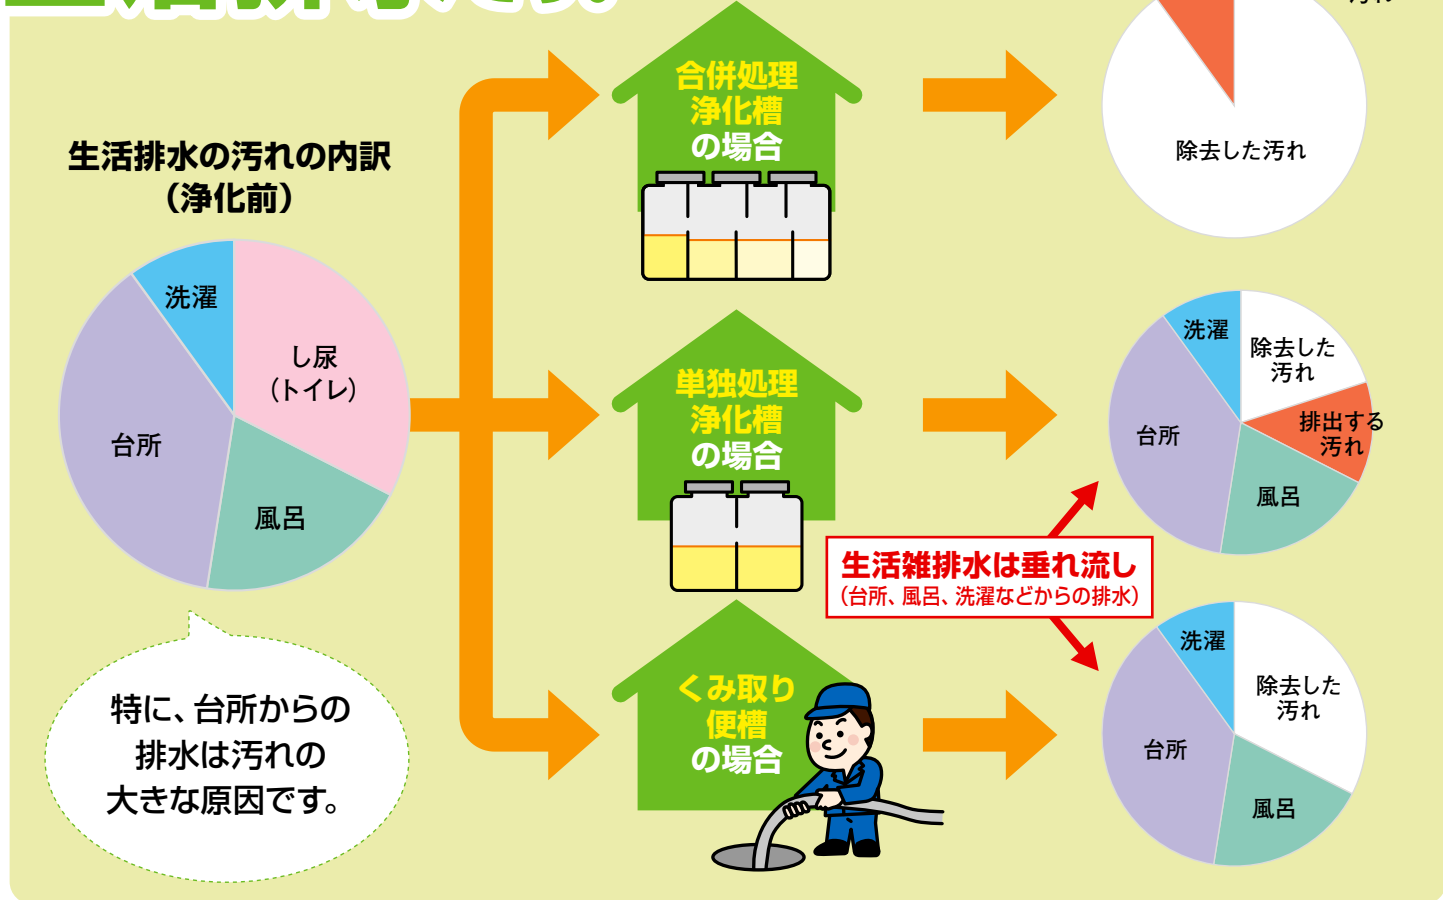 汚れ
合併処理
浄化槽
の場合
除去した汚れ
生活排水の汚れの内訳
（浄化前）
洗濯
し尿
（トイレ）
台所
風呂
単独処理
浄化槽
の場合
洗濯
除去した
汚れ
排出する
汚れ
台所
風呂
生活雑排水は垂れ流し
（台所、風呂、洗濯などからの排水）
特に、台所からの
排水は汚れの
大きな原因です。
くみ取り
便槽
の場合
洗濯
除去した
汚れ
台所
風呂